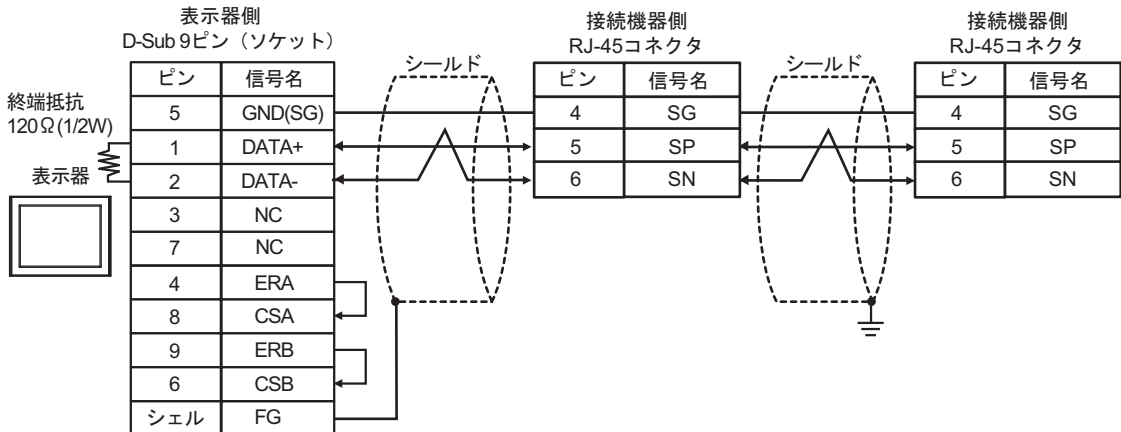 表示器側
D-Sub 9ピン（ソケット）
ピン 信号名
5 GND(SG)
1 DATA+
2 DATA-
3 NC
7 NC
4 ERA
8 CSA
9 ERB
6 CSB
シェル FG
終端抵抗
120Ω(1/2W)
表示器
シールド
接続機器側
RJ-45コネクタ
ピン 信号名
4 SG
5 SP
6 SN
シールド
接続機器側
RJ-45コネクタ
ピン 信号名
4 SG
5 SP
6 SN